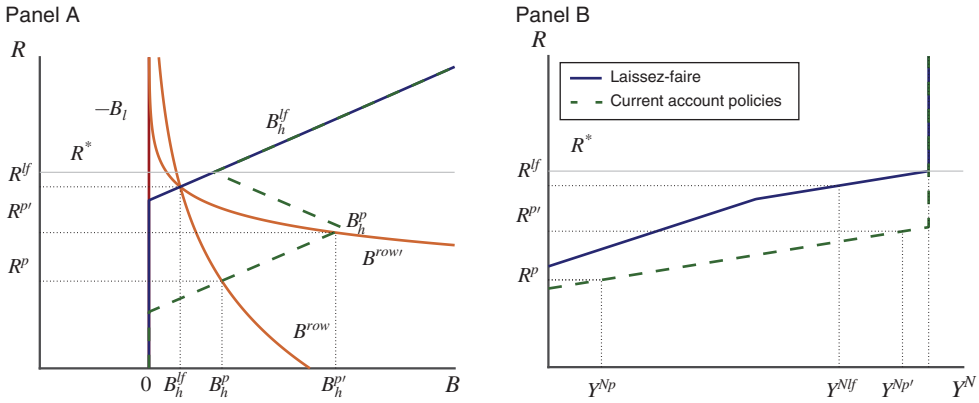 Panel A
R
−B_l
B_h^{lf}
R^*
R^{lf}
R^{p′}
B_h^p
B^{row′}
R^p
B^{row}
0
B_h^{lf}
B_h^p
B_h^{p′}
B
Panel B
R
Laissez-faire
Current account policies
R^*
R^{lf}
R^{p′}
R^p
Y^{Np}
Y^{Nlf}
Y^{Np′}
Y^N